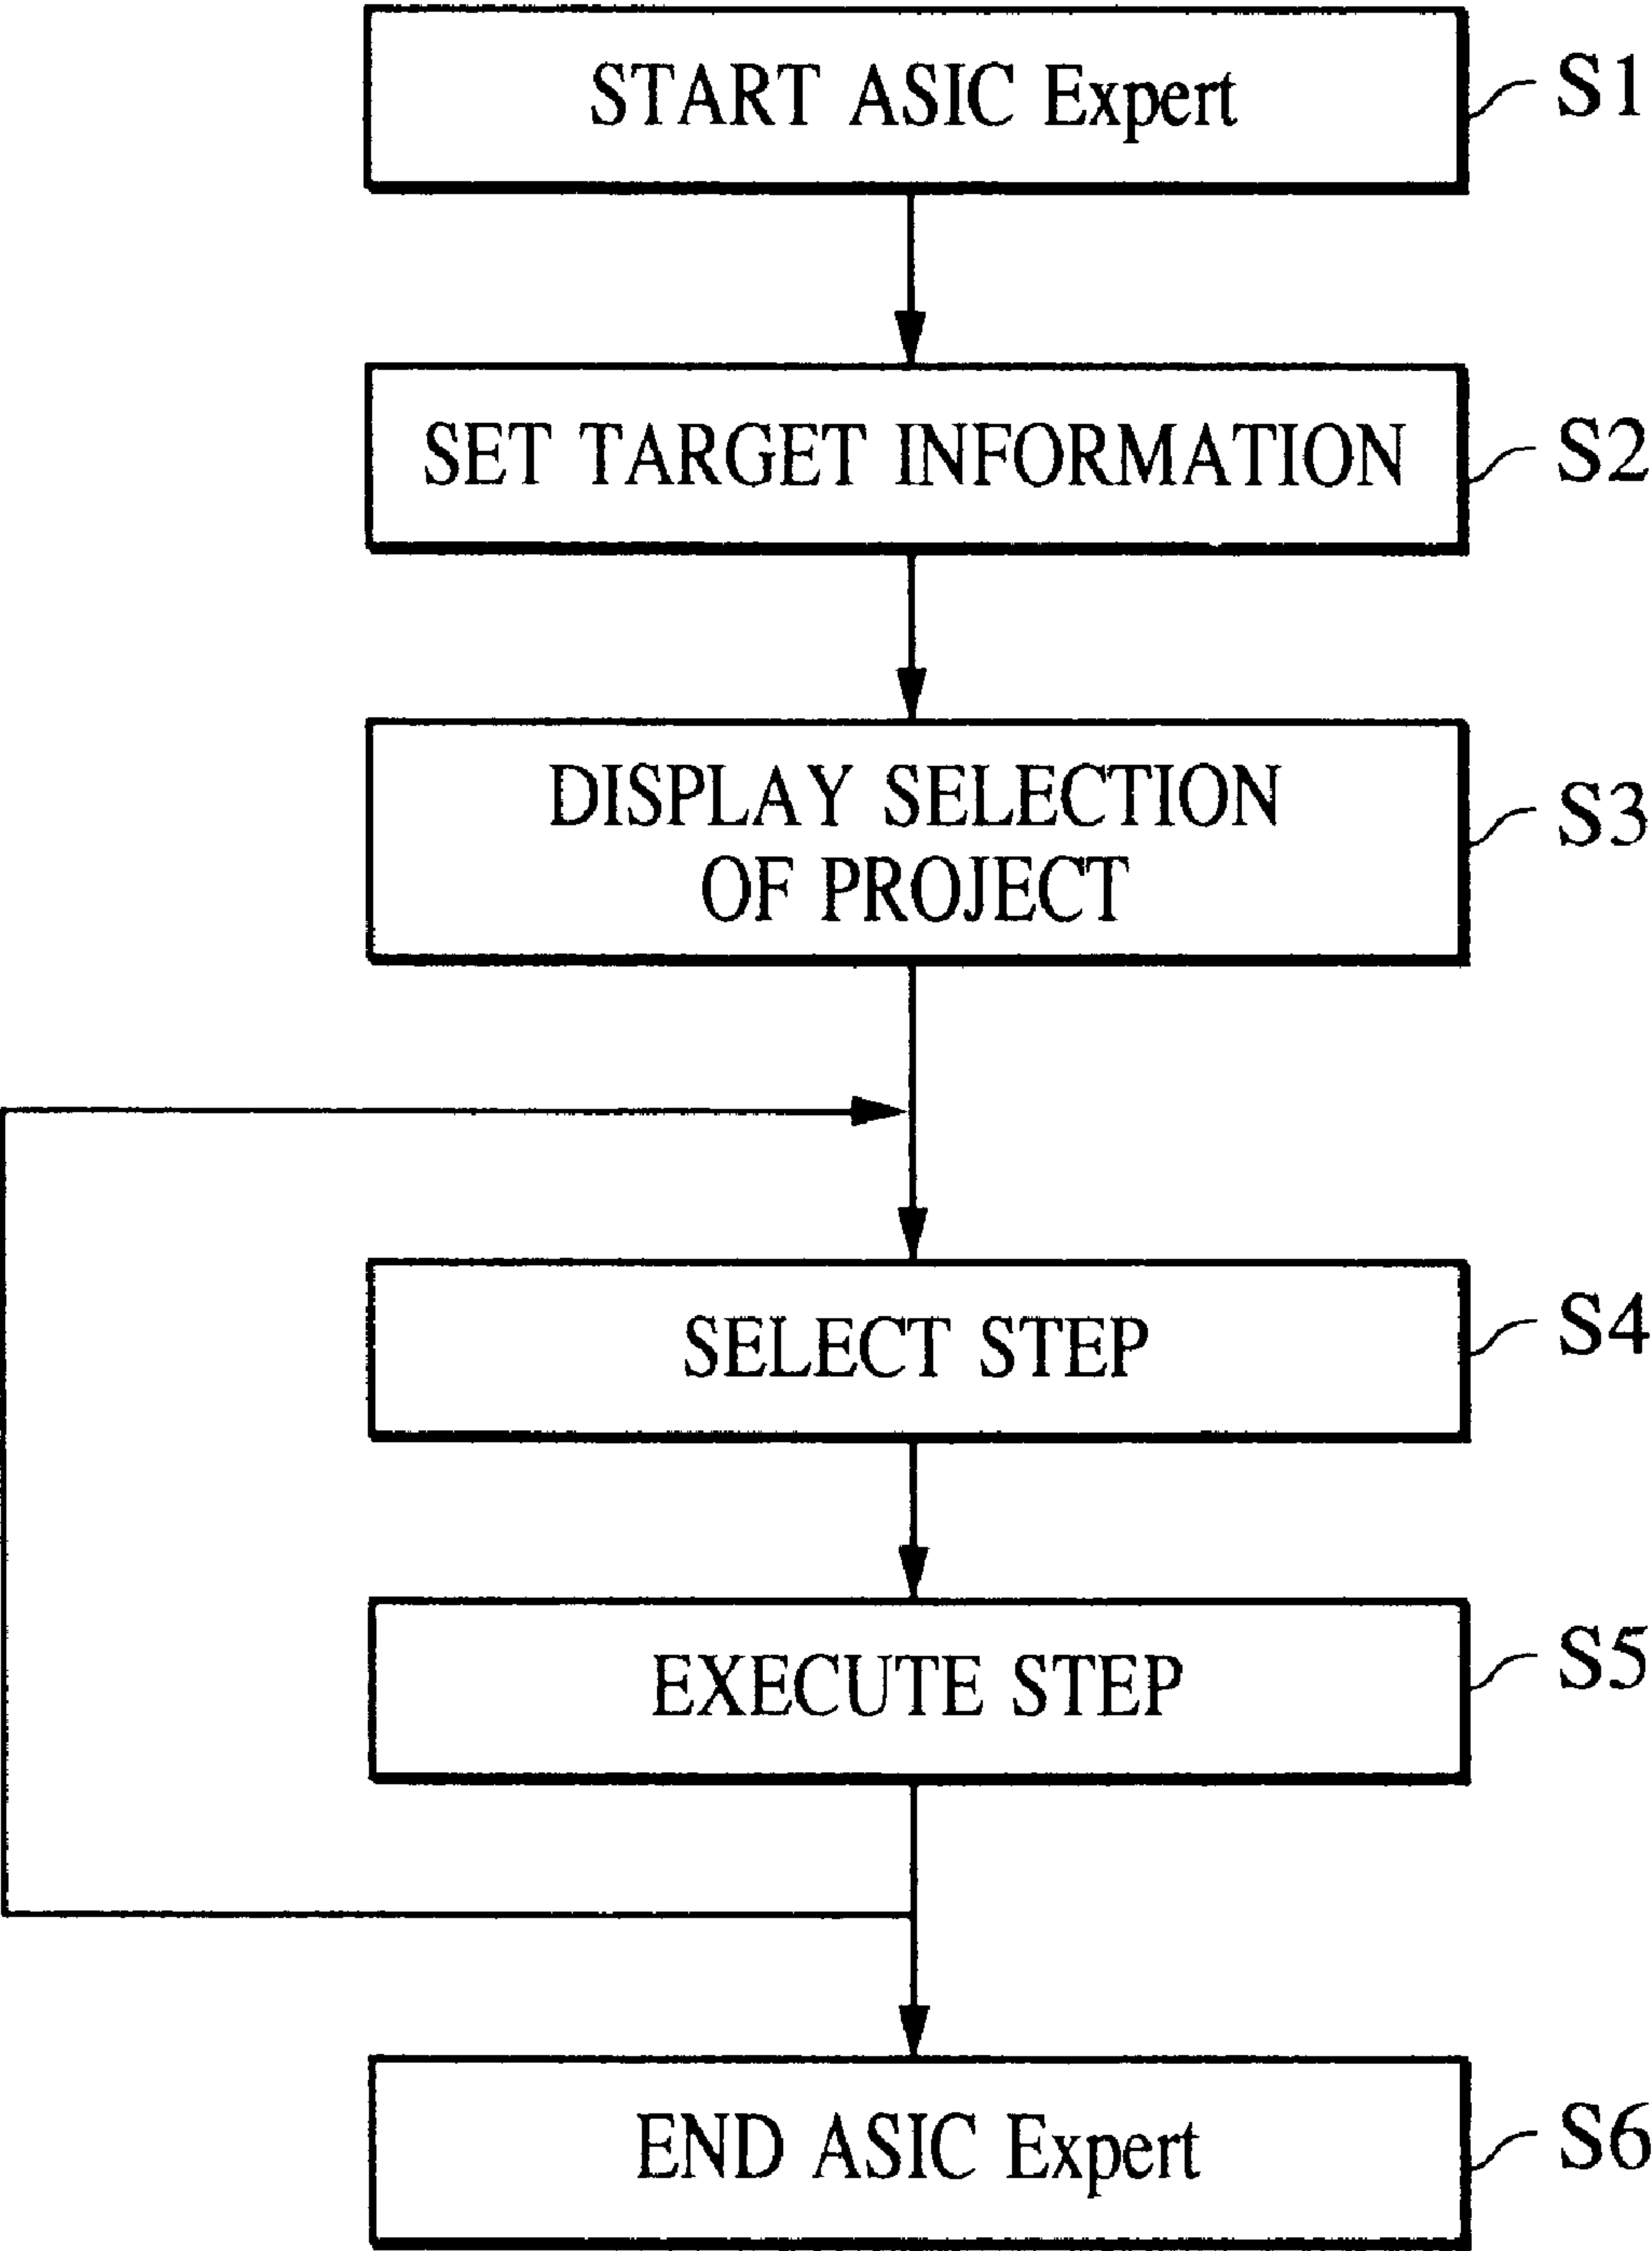 START ASIC Expert
S1
SET TARGET INFORMATION
S2
DISPLAY SELECTION
OF PROJECT
S3
SELECT STEP
S4
EXECUTE STEP
S5
END ASIC Expert
S6